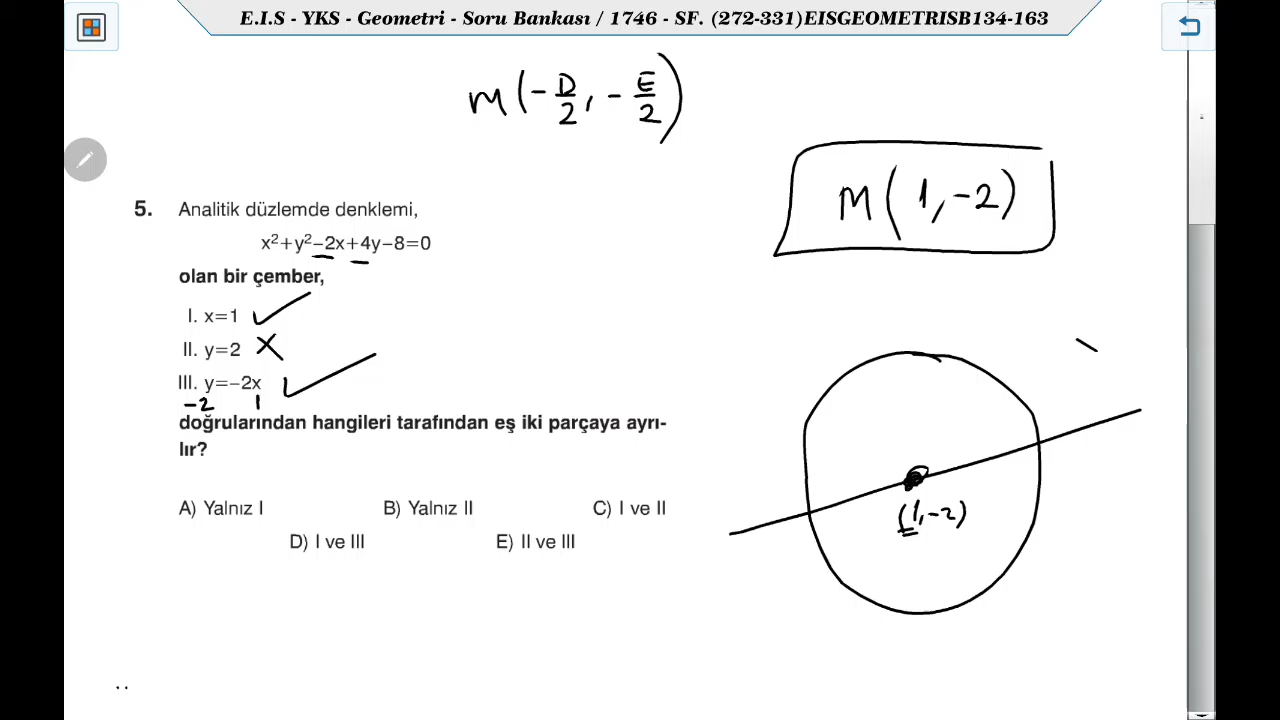 E.I.S - YKS - Geometri - Soru Bankası / 1746 - SF. (272-331)EISGEOMETRISB134-163
m(-D/2, -E/2)
M(1,-2)
5. Analitik düzlemde denklemi,
x²+y²-2x+4y-8=0
olan bir çember,
I. x=1
II. y=2
III. y=-2x
-2 1
doğrularından hangileri tarafından eş iki parçaya ayrı-
lır?
A) Yalnız I B) Yalnız II C) I ve II
D) I ve III E) II ve III
(1,-2)